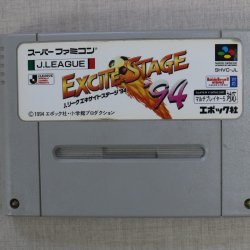 スーパーファミコン
J.LEAGUE
EXCITE STAGE '94
Jリーグエキサイトステージ'94
SHVC-JL
マルチプレイヤー5
エポック社
©1994 エポック社・小学館プロダクション